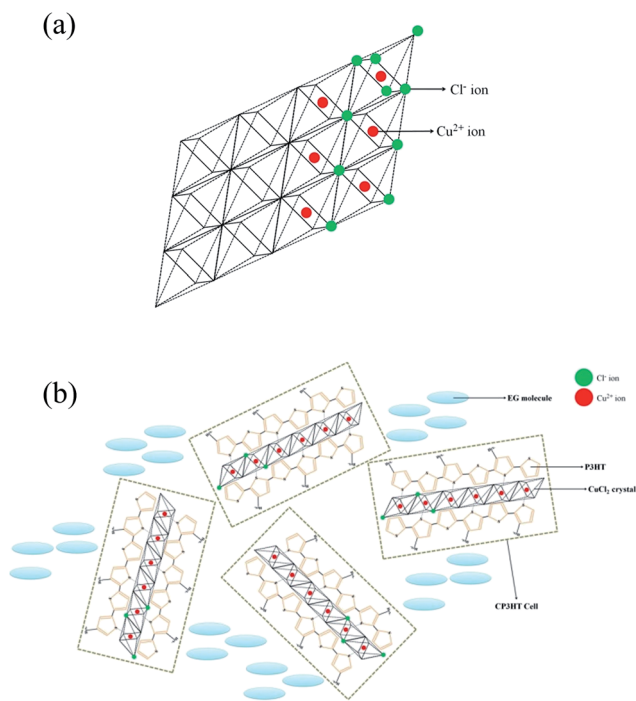 (a)
Cl⁻ ion
Cu²⁺ ion
(b)
Cl⁻ ion
Cu²⁺ ion
EG molecule
P3HT
CuCl₂ crystal
CP3HT Cell